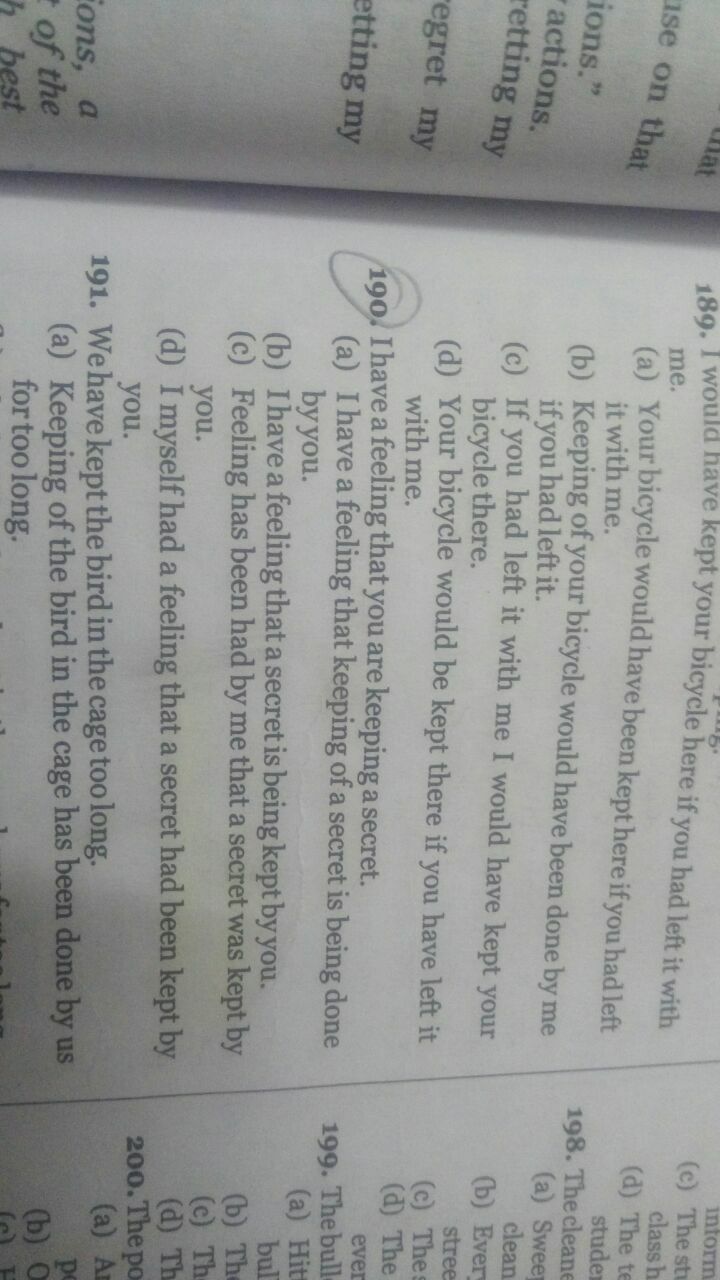 use on that
ions."
actions.
retting my
egret my
etting my
ions, a
of the
h best
189. I would have kept your bicycle here if you had left it with
me.
(a) Your bicycle would have been kept here if you had left
it with me.
(b) Keeping of your bicycle would have been done by me
if you had left it.
(c) If you had left it with me I would have kept your
bicycle there.
(d) Your bicycle would be kept there if you have left it
with me.
190. I have a feeling that you are keeping a secret.
(a) I have a feeling that keeping of a secret is being done
by you.
(b) I have a feeling that a secret is being kept by you.
(c) Feeling has been had by me that a secret was kept by
you.
(d) I myself had a feeling that a secret had been kept by
you.
191. We have kept the bird in the cage too long.
(a) Keeping of the bird in the cage has been done by us
for too long.
inform
(c) The st
class h
(d) The te
stude
198. The cleane
(a) Sweep
clean
(b) Every
stree
(c) The s
(d) The
ever
199. The bull
(a) Hit
bul
(b) The
(c) Th
(d) Th
200. The po
(a) A
po
(b) O
(c)